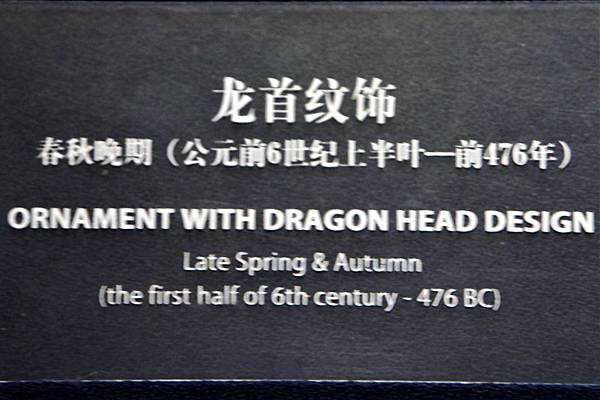 龙首纹饰
春秋晚期（公元前6世纪上半叶—前476年）
ORNAMENT WITH DRAGON HEAD DESIGN
Late Spring & Autumn
(the first half of 6th century - 476 BC)